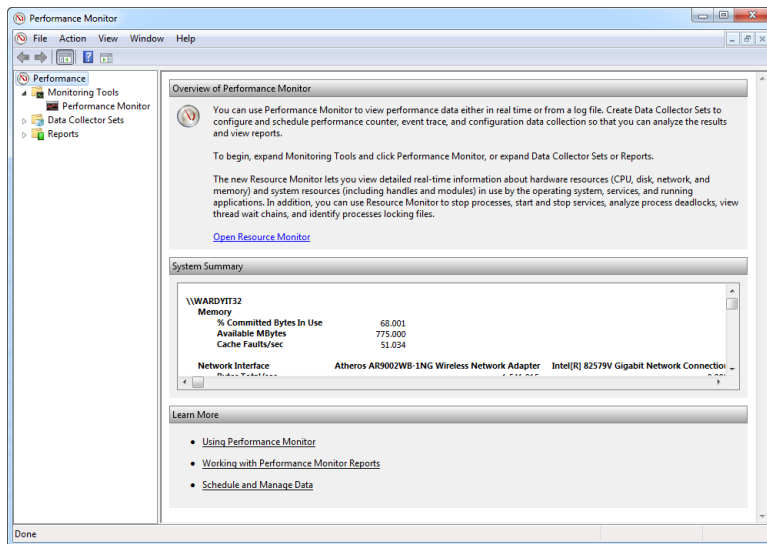 Performance Monitor
File Action View Window Help
Performance
Monitoring Tools
Performance Monitor
Data Collector Sets
Reports
Overview of Performance Monitor
You can use Performance Monitor to view performance data either in real time or from a log file. Create Data Collector Sets to
configure and schedule performance counter, event trace, and configuration data collection so that you can analyze the results
and view reports.
To begin, expand Monitoring Tools and click Performance Monitor, or expand Data Collector Sets or Reports.
The new Resource Monitor lets you view detailed real-time information about hardware resources (CPU, disk, network, and
memory) and system resources (including handles and modules) in use by the operating system, services, and running
applications. In addition, you can use Resource Monitor to stop processes, start and stop services, analyze process deadlocks, view
thread wait chains, and identify processes locking files.
Open Resource Monitor
System Summary
\\WARDYIT32
Memory
% Committed Bytes In Use 68.001
Available MBytes 775.000
Cache Faults/sec 51.034
Network Interface Atheros AR9002WB-1NG Wireless Network Adapter Intel[R] 82579V Gigabit Network Connection
Learn More
Using Performance Monitor
Working with Performance Monitor Reports
Schedule and Manage Data
Done